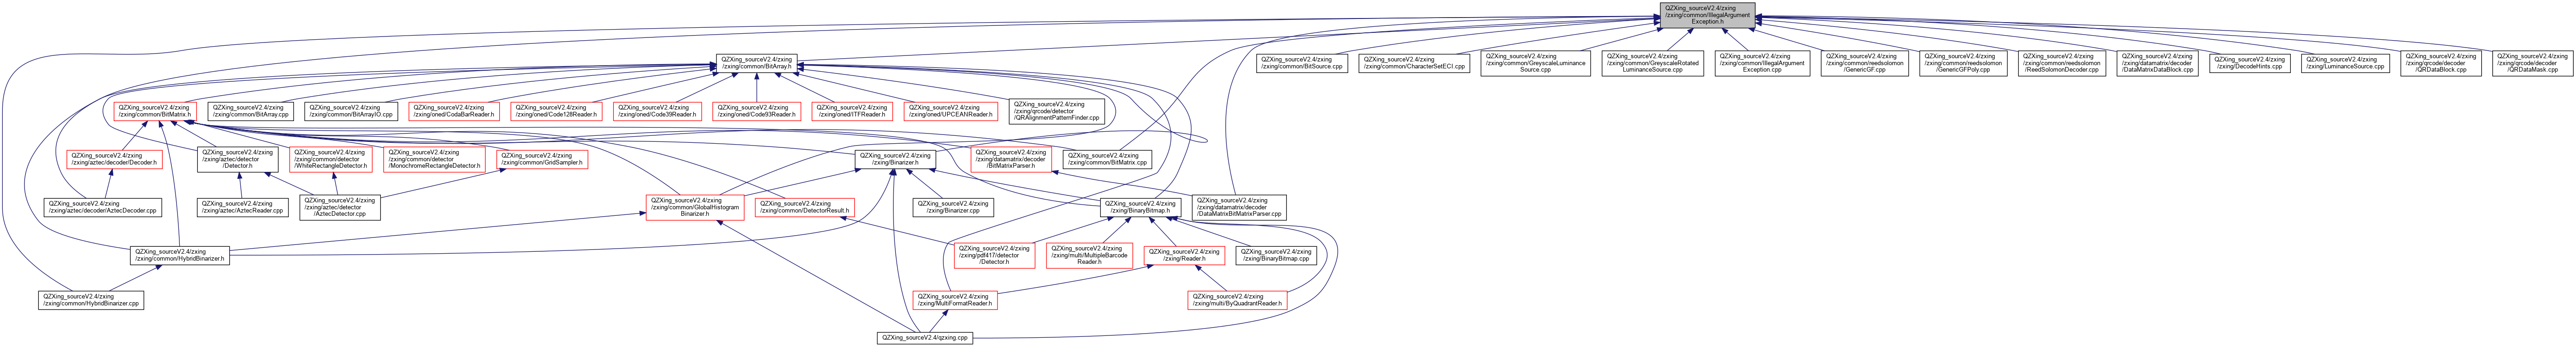 QZXing_sourceV2.4/zxing
/zxing/common/IllegalArgument
Exception.h
QZXing_sourceV2.4/zxing
/zxing/common/BitArray.h
QZXing_sourceV2.4/zxing
/zxing/common/BitSource.cpp
QZXing_sourceV2.4/zxing
/zxing/common/CharacterSetECI.cpp
QZXing_sourceV2.4/zxing
/zxing/common/GreyscaleLuminance
Source.cpp
QZXing_sourceV2.4/zxing
/zxing/common/GreyscaleRotated
LuminanceSource.cpp
QZXing_sourceV2.4/zxing
/zxing/common/IllegalArgument
Exception.cpp
QZXing_sourceV2.4/zxing
/zxing/common/reedsolomon
/GenericGF.cpp
QZXing_sourceV2.4/zxing
/zxing/common/reedsolomon
/GenericGFPoly.cpp
QZXing_sourceV2.4/zxing
/zxing/common/reedsolomon
/ReedSolomonDecoder.cpp
QZXing_sourceV2.4/zxing
/zxing/datamatrix/decoder
/DataMatrixDataBlock.cpp
QZXing_sourceV2.4/zxing
/zxing/DecodeHints.cpp
QZXing_sourceV2.4/zxing
/zxing/LuminanceSource.cpp
QZXing_sourceV2.4/zxing
/zxing/qrcode/decoder
/QRDataBlock.cpp
QZXing_sourceV2.4/zxing
/zxing/qrcode/decoder
/QRDataMask.cpp
QZXing_sourceV2.4/zxing
/zxing/common/BitMatrix.h
QZXing_sourceV2.4/zxing
/zxing/common/BitArray.cpp
QZXing_sourceV2.4/zxing
/zxing/common/BitArrayIO.cpp
QZXing_sourceV2.4/zxing
/zxing/oned/CodaBarReader.h
QZXing_sourceV2.4/zxing
/zxing/oned/Code128Reader.h
QZXing_sourceV2.4/zxing
/zxing/oned/Code39Reader.h
QZXing_sourceV2.4/zxing
/zxing/oned/Code93Reader.h
QZXing_sourceV2.4/zxing
/zxing/oned/ITFReader.h
QZXing_sourceV2.4/zxing
/zxing/oned/UPCEANReader.h
QZXing_sourceV2.4/zxing
/zxing/qrcode/detector
/QRAlignmentPatternFinder.cpp
QZXing_sourceV2.4/zxing
/zxing/aztec/decoder/Decoder.h
QZXing_sourceV2.4/zxing
/zxing/aztec/detector
/Detector.h
QZXing_sourceV2.4/zxing
/zxing/common/detector
/WhiteRectangleDetector.h
QZXing_sourceV2.4/zxing
/zxing/common/detector
/MonochromeRectangleDetector.h
QZXing_sourceV2.4/zxing
/zxing/common/GridSampler.h
QZXing_sourceV2.4/zxing
/zxing/Binarizer.h
QZXing_sourceV2.4/zxing
/zxing/datamatrix/decoder
/BitMatrixParser.h
QZXing_sourceV2.4/zxing
/zxing/common/BitMatrix.cpp
QZXing_sourceV2.4/zxing
/zxing/aztec/decoder/AztecDecoder.cpp
QZXing_sourceV2.4/zxing
/zxing/aztec/AztecReader.cpp
QZXing_sourceV2.4/zxing
/zxing/aztec/detector
/AztecDetector.cpp
QZXing_sourceV2.4/zxing
/zxing/common/GlobalHistogram
Binarizer.h
QZXing_sourceV2.4/zxing
/zxing/common/DetectorResult.h
QZXing_sourceV2.4/zxing
/zxing/Binarizer.cpp
QZXing_sourceV2.4/zxing
/zxing/BinaryBitmap.h
QZXing_sourceV2.4/zxing
/zxing/datamatrix/decoder
/DataMatrixBitMatrixParser.cpp
QZXing_sourceV2.4/zxing
/zxing/common/HybridBinarizer.h
QZXing_sourceV2.4/zxing
/zxing/pdf417/detector
/Detector.h
QZXing_sourceV2.4/zxing
/zxing/multi/MultipleBarcode
Reader.h
QZXing_sourceV2.4/zxing
/zxing/Reader.h
QZXing_sourceV2.4/zxing
/zxing/BinaryBitmap.cpp
QZXing_sourceV2.4/zxing
/zxing/common/HybridBinarizer.cpp
QZXing_sourceV2.4/zxing
/zxing/MultiFormatReader.h
QZXing_sourceV2.4/zxing
/zxing/multi/ByQuadrantReader.h
QZXing_sourceV2.4/qzxing.cpp